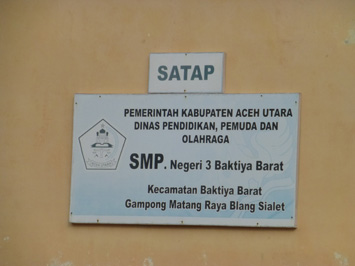 SATAP
PEMERINTAH KABUPATEN ACEH UTARA
DINAS PENDIDIKAN, PEMUDA DAN
OLAHRAGA
SMP. Negeri 3 Baktiya Barat
Kecamatan Baktiya Barat
Gampong Matang Raya Blang Sialet